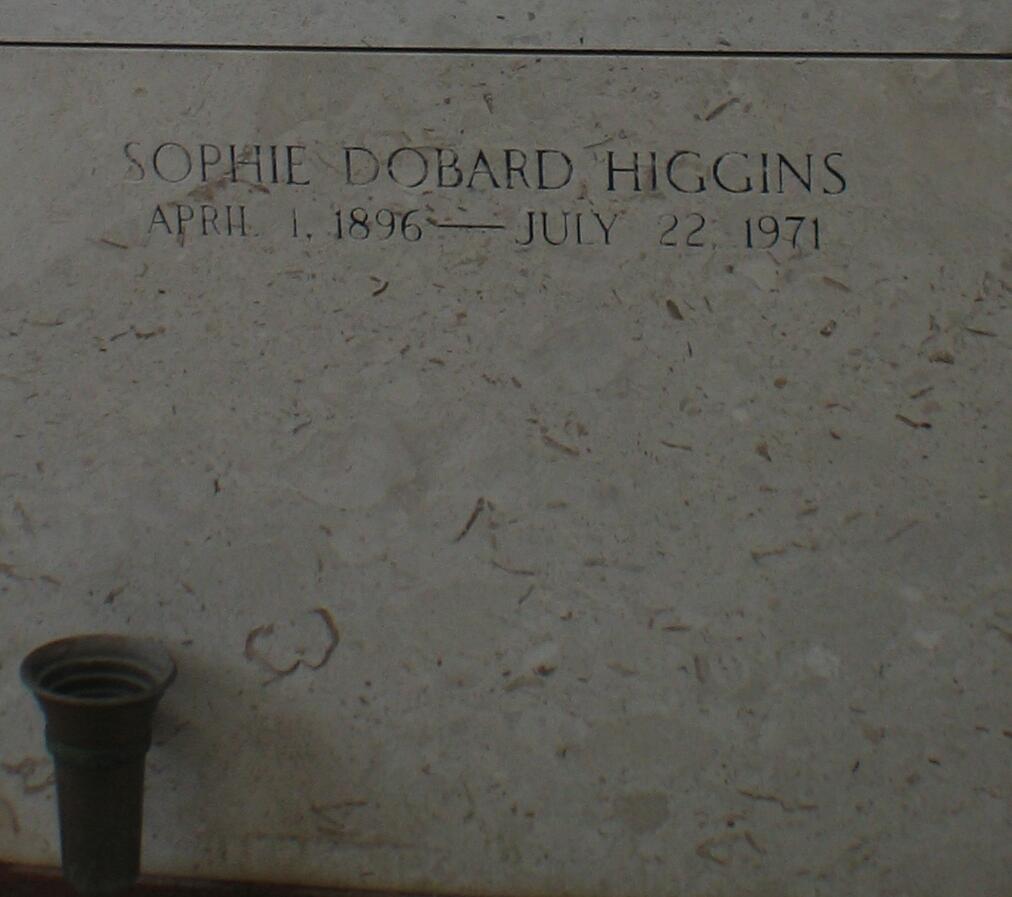 SOPHIE DOBARD HIGGINS
APRIL 1, 1896 — JULY 22, 1971